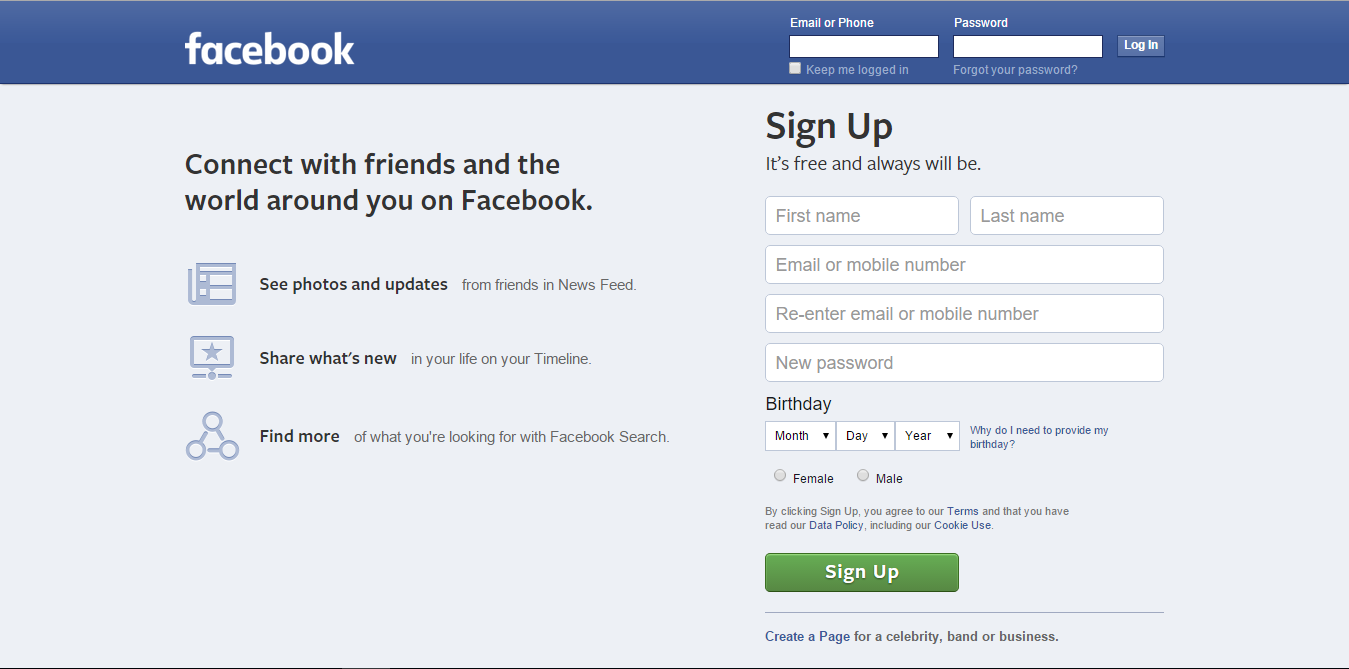 facebook
Email or Phone
Password
Log In
Keep me logged in
Forgot your password?
Connect with friends and the
world around you on Facebook.
See photos and updates from friends in News Feed.
Share what's new in your life on your Timeline.
Find more of what you're looking for with Facebook Search.
Sign Up
It's free and always will be.
First name
Last name
Email or mobile number
Re-enter email or mobile number
New password
Birthday
Month
Day
Year
Why do I need to provide my
birthday?
Female
Male
By clicking Sign Up, you agree to our Terms and that you have
read our Data Policy, including our Cookie Use.
Sign Up
Create a Page for a celebrity, band or business.